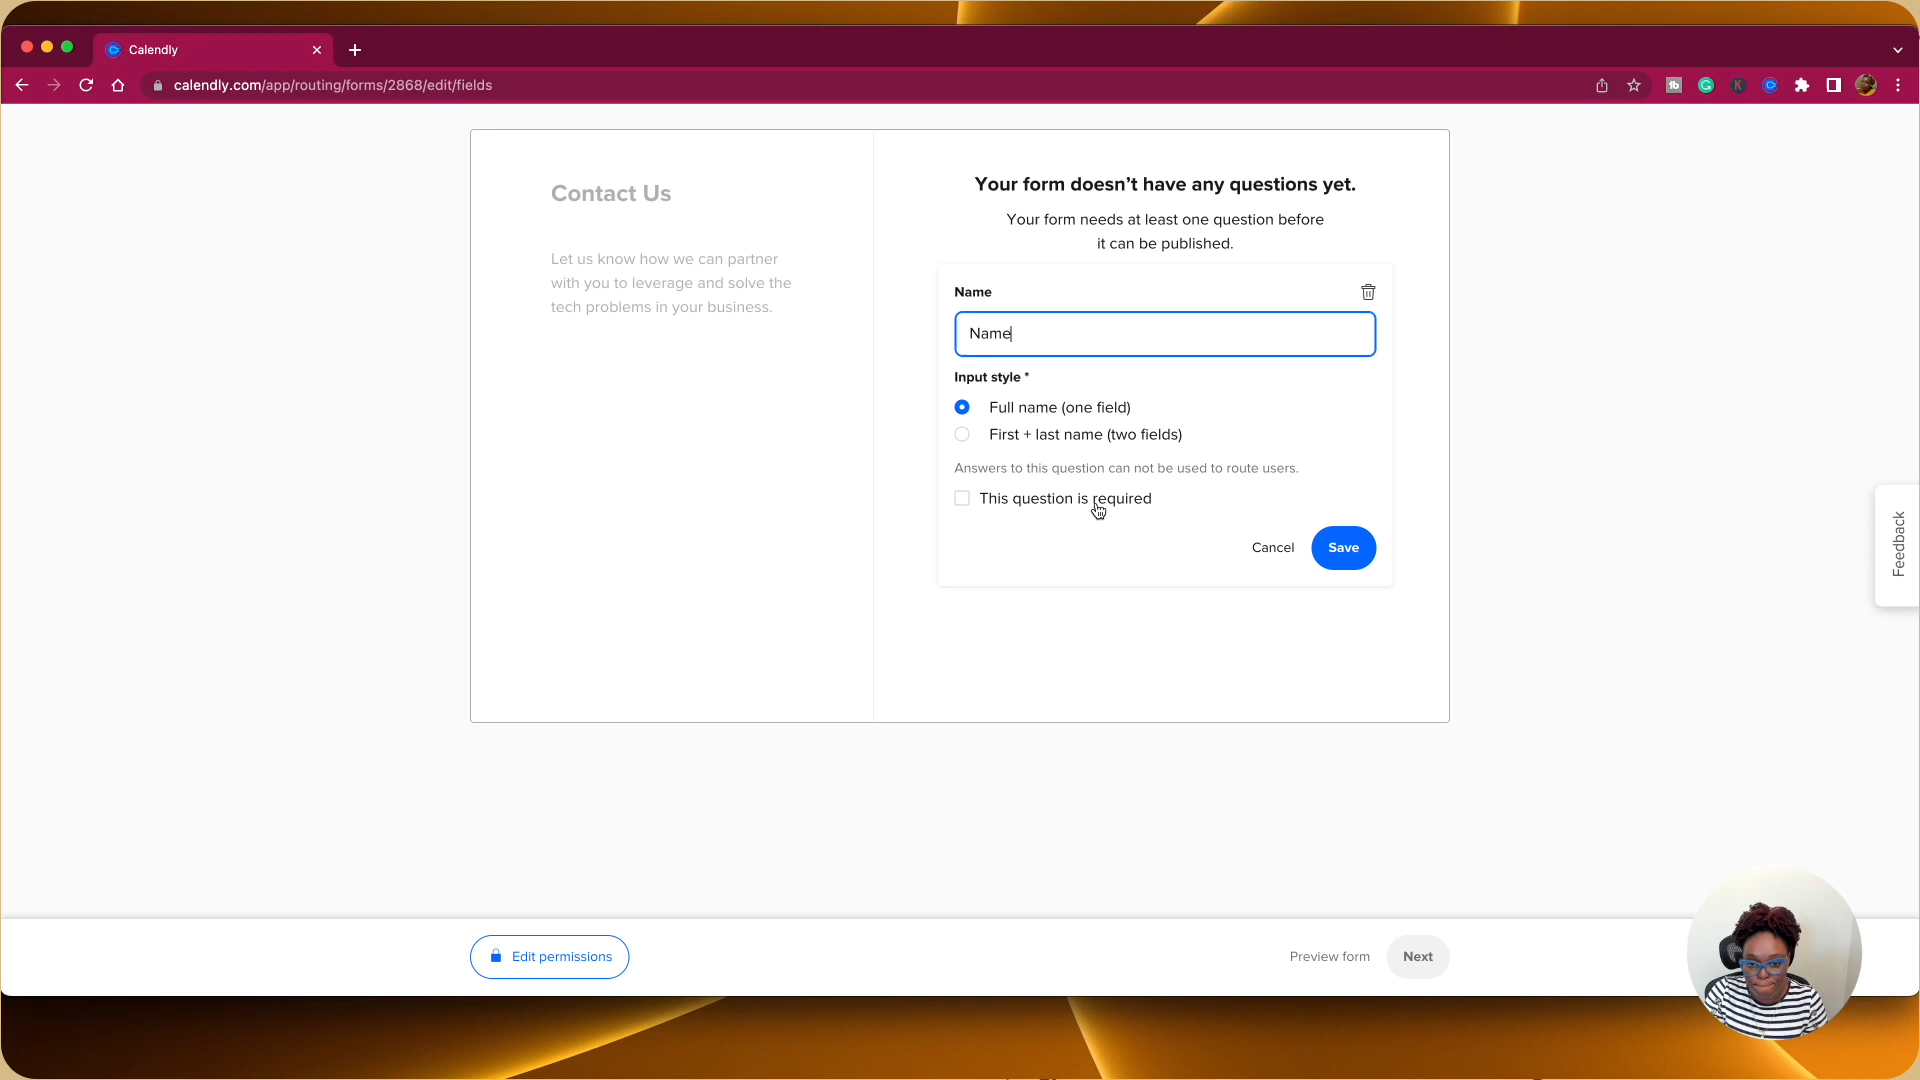 Calendly
calendly.com/app/routing/forms/2868/edit/fields
Contact Us
Let us know how we can partner
with you to leverage and solve the
tech problems in your business.
Your form doesn't have any questions yet.
Your form needs at least one question before
it can be published.
Name
Name
Input style *
Full name (one field)
First + last name (two fields)
Answers to this question can not be used to route users.
This question is required
Cancel
Save
Feedback
Edit permissions
Preview form
Next